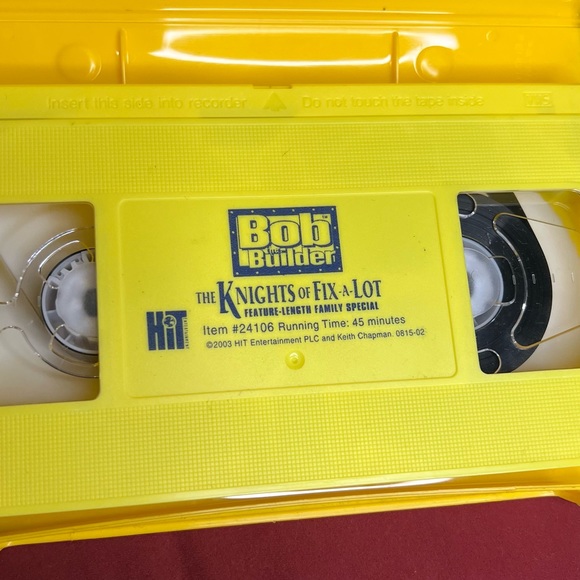 Insert this side into recorder Do not touch the tape inside VHS
Bob
the
Builder
THE KNIGHTS OF FIX-A-LOT
FEATURE-LENGTH FAMILY SPECIAL
HiT
ENTERTAINMENT
Item #24106 Running Time: 45 minutes
©2003 HIT Entertainment PLC and Keith Chapman. 0815-02